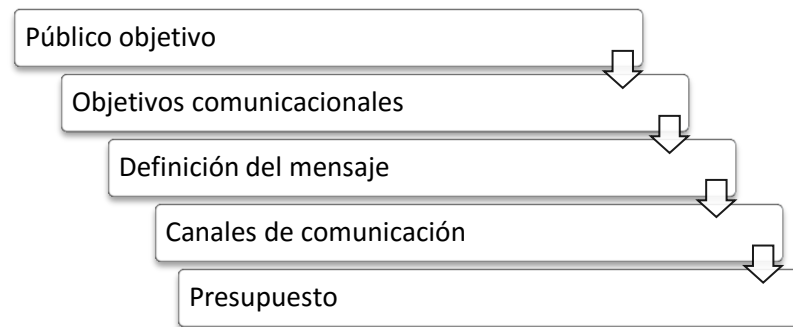 Público objetivo
Objetivos comunicacionales
Definición del mensaje
Canales de comunicación
Presupuesto